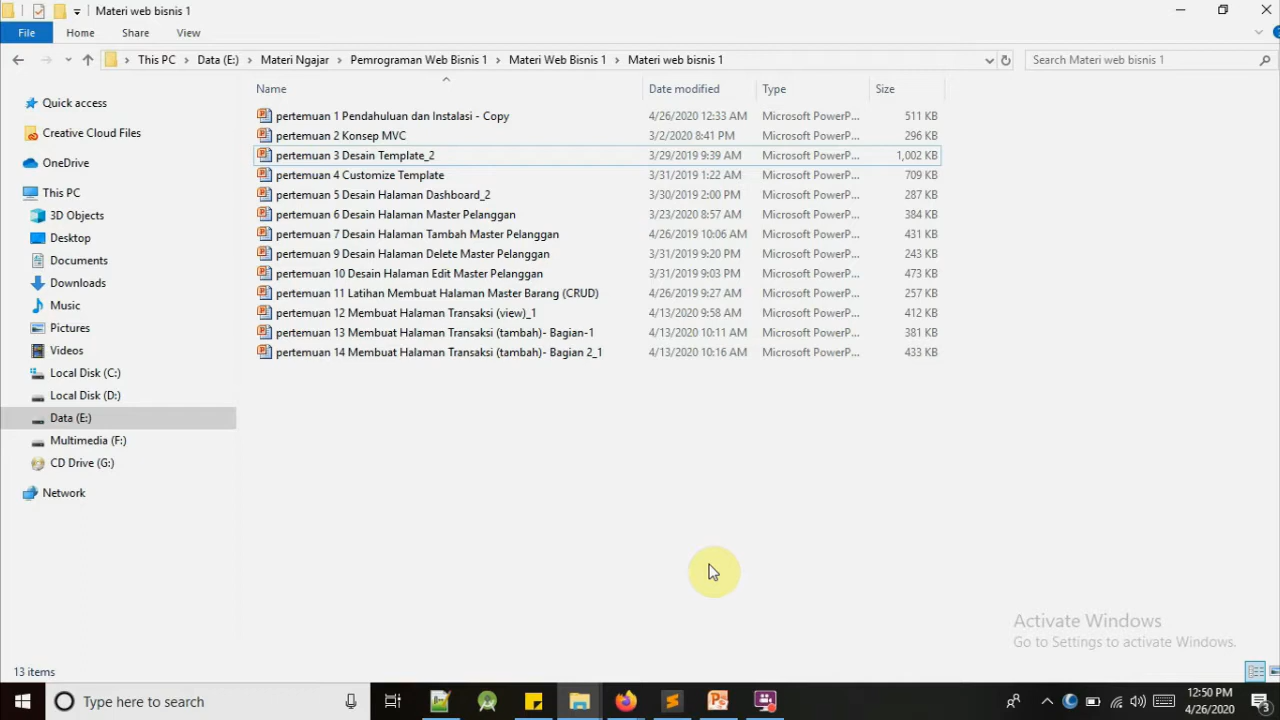 Materi web bisnis 1
File Home Share View
This PC Data (E:) Materi Ngajar Pemrograman Web Bisnis 1 Materi Web Bisnis 1 Materi web bisnis 1 Search Materi web bisnis 1
Name Date modified Type Size
Quick access
Creative Cloud Files
OneDrive
This PC
3D Objects
Desktop
Documents
Downloads
Music
Pictures
Videos
Local Disk (C:)
Local Disk (D:)
Data (E:)
Multimedia (F:)
CD Drive (G:)
Network
pertemuan 1 Pendahuluan dan Instalasi - Copy 4/26/2020 12:33 AM Microsoft PowerP... 511 KB
pertemuan 2 Konsep MVC 3/2/2020 8:41 PM Microsoft PowerP... 296 KB
pertemuan 3 Desain Template_2 3/29/2019 9:39 AM Microsoft PowerP... 1,002 KB
pertemuan 4 Customize Template 3/31/2019 1:22 AM Microsoft PowerP... 709 KB
pertemuan 5 Desain Halaman Dashboard_2 3/30/2019 2:00 PM Microsoft PowerP... 287 KB
pertemuan 6 Desain Halaman Master Pelanggan 3/23/2020 8:57 AM Microsoft PowerP... 384 KB
pertemuan 7 Desain Halaman Tambah Master Pelanggan 4/26/2019 10:06 AM Microsoft PowerP... 431 KB
pertemuan 9 Desain Halaman Delete Master Pelanggan 3/31/2019 9:20 PM Microsoft PowerP... 243 KB
pertemuan 10 Desain Halaman Edit Master Pelanggan 3/31/2019 9:03 PM Microsoft PowerP... 473 KB
pertemuan 11 Latihan Membuat Halaman Master Barang (CRUD) 4/26/2019 9:27 AM Microsoft PowerP... 257 KB
pertemuan 12 Membuat Halaman Transaksi (view)_1 4/13/2020 9:58 AM Microsoft PowerP... 412 KB
pertemuan 13 Membuat Halaman Transaksi (tambah)- Bagian-1 4/13/2020 10:11 AM Microsoft PowerP... 381 KB
pertemuan 14 Membuat Halaman Transaksi (tambah)- Bagian 2_1 4/13/2020 10:16 AM Microsoft PowerP... 433 KB
Activate Windows
Go to Settings to activate Windows.
13 items
Type here to search
12:50 PM
4/26/2020
3